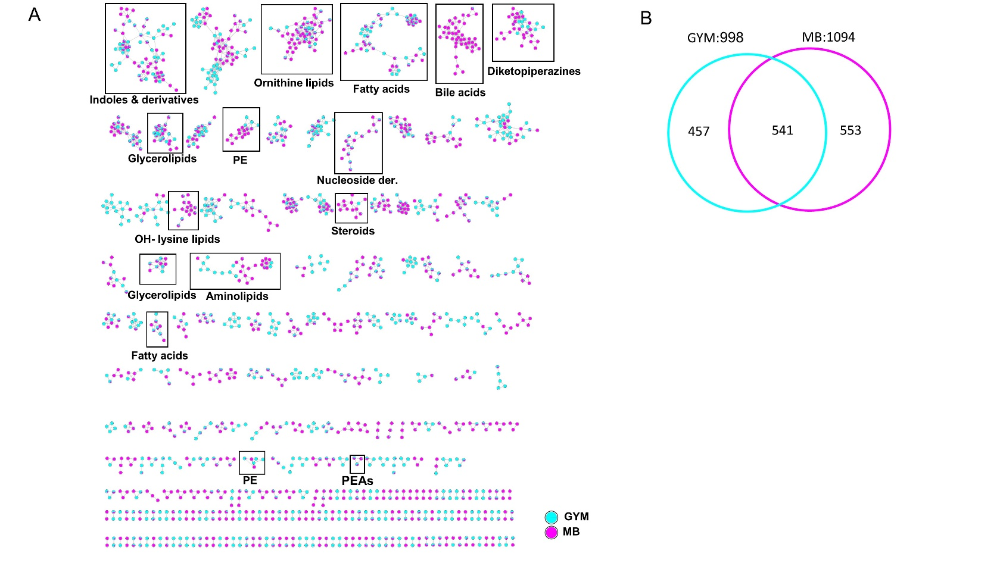 A
Indoles & derivatives
Ornithine lipids
Fatty acids
Bile acids
Diketopiperazines
Glycerolipids
PE
Nucleoside der.
OH- lysine lipids
Steroids
Glycerolipids
Aminolipids
Fatty acids
PE
PEAs
GYM
MB
B
GYM:998
MB:1094
457
541
553